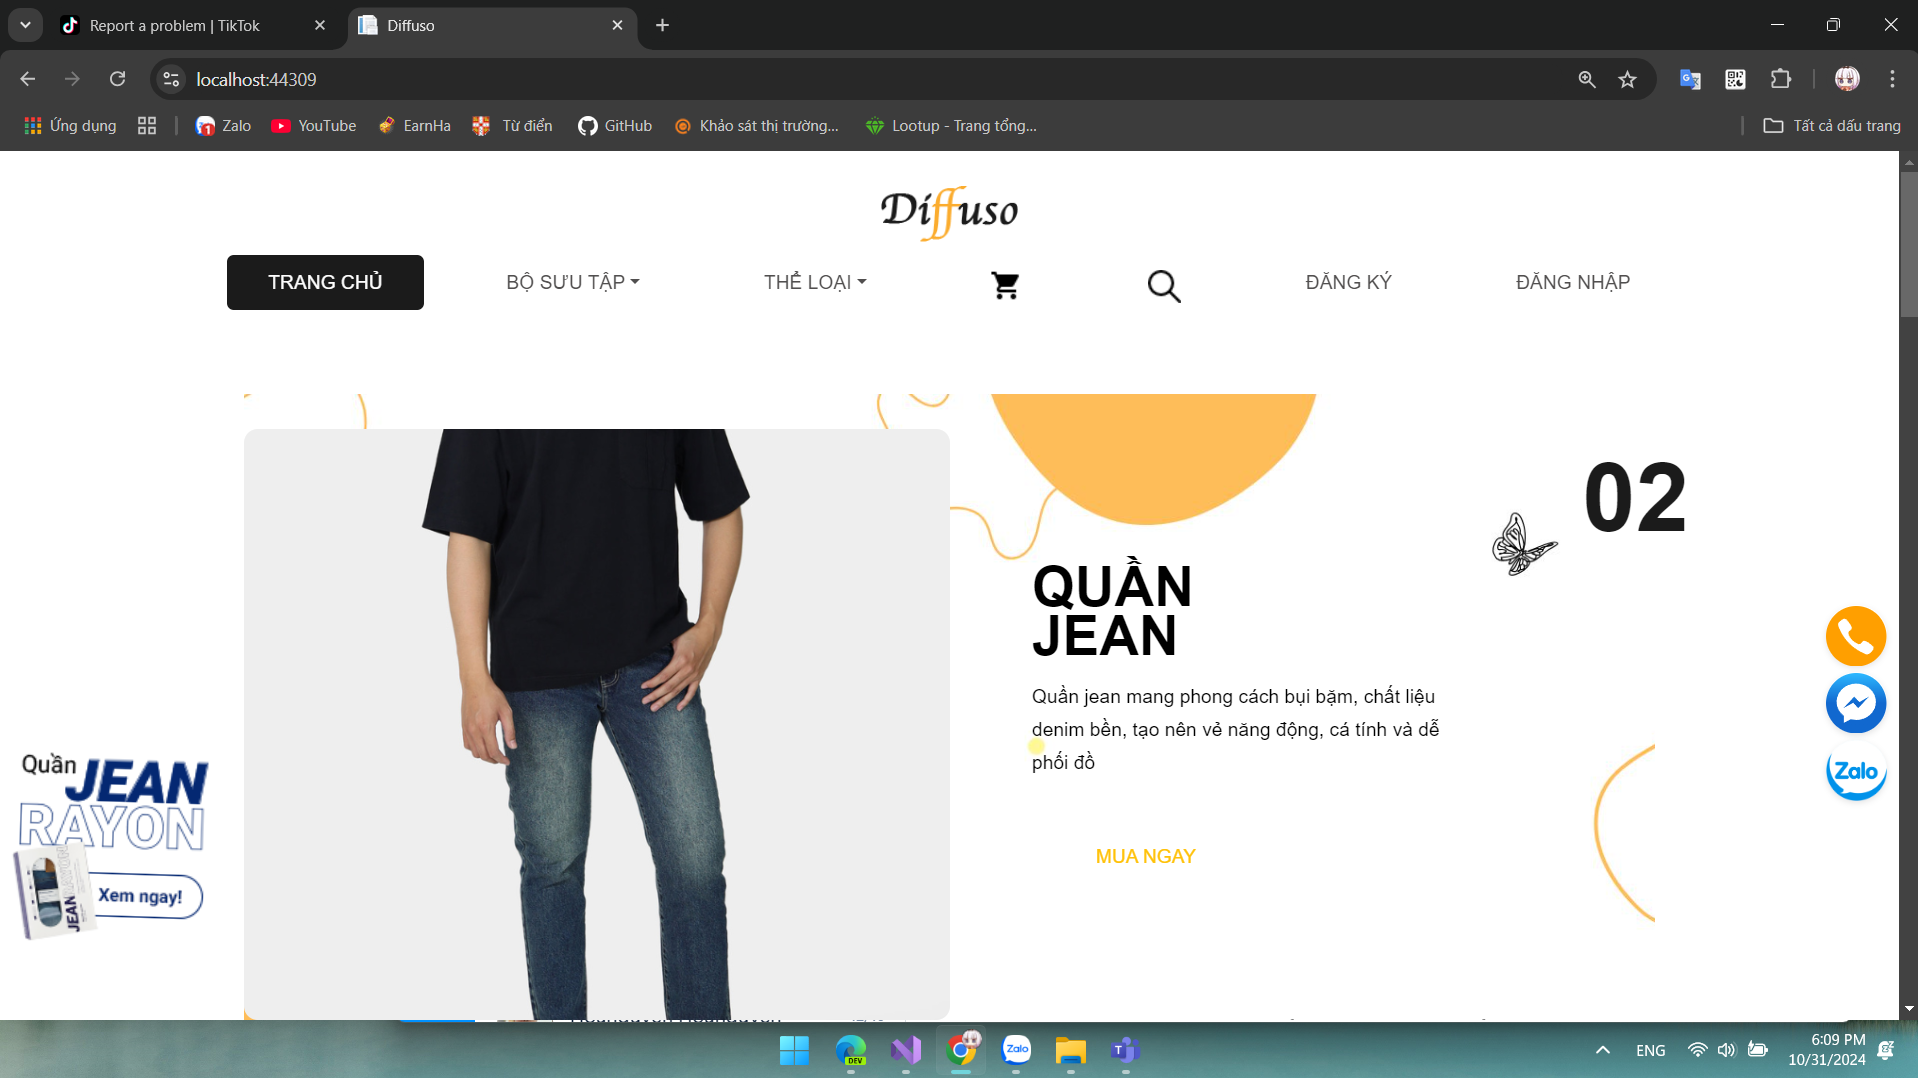 Report a problem | TikTok
Diffuso
localhost:44309
Ứng dụng
Zalo
YouTube
EarnHa
Từ điển
GitHub
Khảo sát thị trường...
Lootup - Trang tổng...
Tất cả dấu trang
Diffuso
TRANG CHỦ
BỘ SƯU TẬP
THỂ LOẠI
ĐĂNG KÝ
ĐĂNG NHẬP
02
QUẦN
JEAN
Quần jean mang phong cách bụi bặm, chất liệu
denim bền, tạo nên vẻ năng động, cá tính và dễ
phối đồ
MUA NGAY
Quần JEAN
RAYON
JEAN
RAYON
Xem ngay!
Zalo
DEV
Zalo
ENG
6:09 PM
10/31/2024